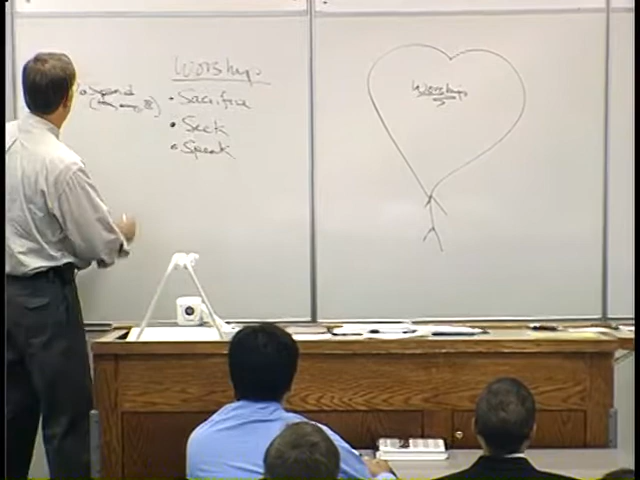 Worship
• Spend
• Sacrifice
• Seek
• Speak
Worship